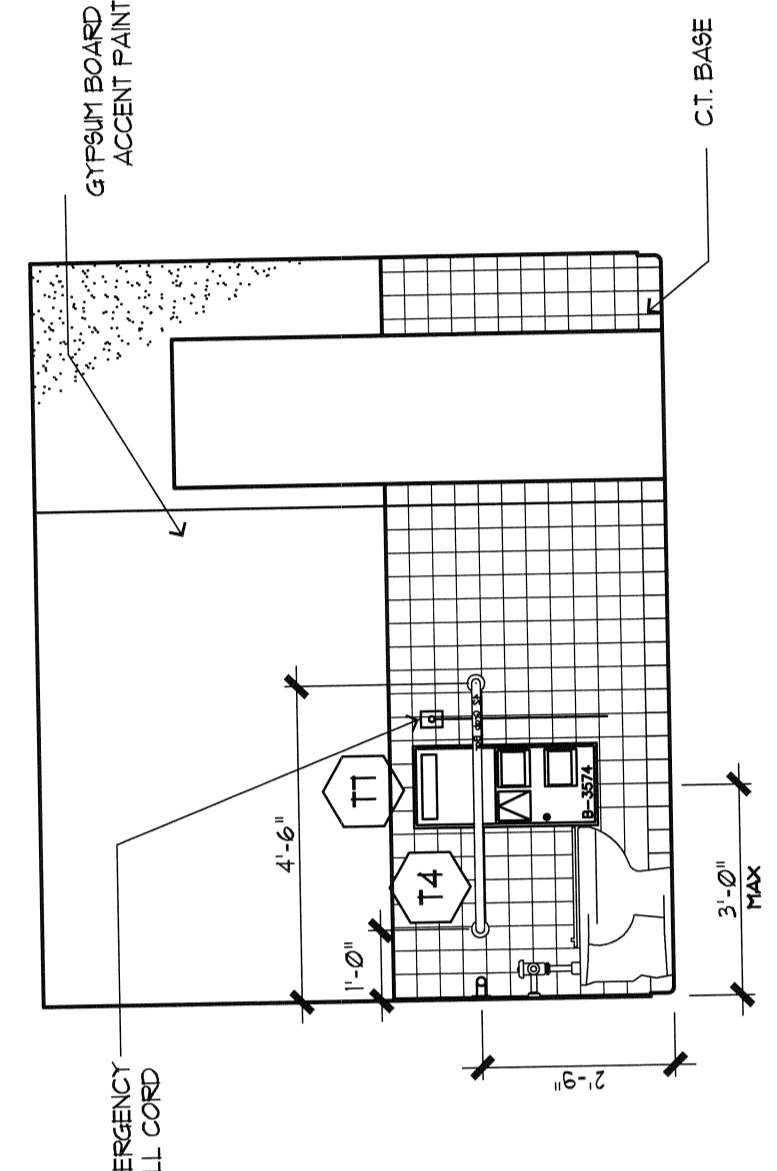 GYPSUM BOARD
ACCENT PAINT
C.T. BASE
4'-6"
T1
T4
B-3574
1'-0"
3'-0"
MAX
2'-9"
ERGENCY
LL CORD